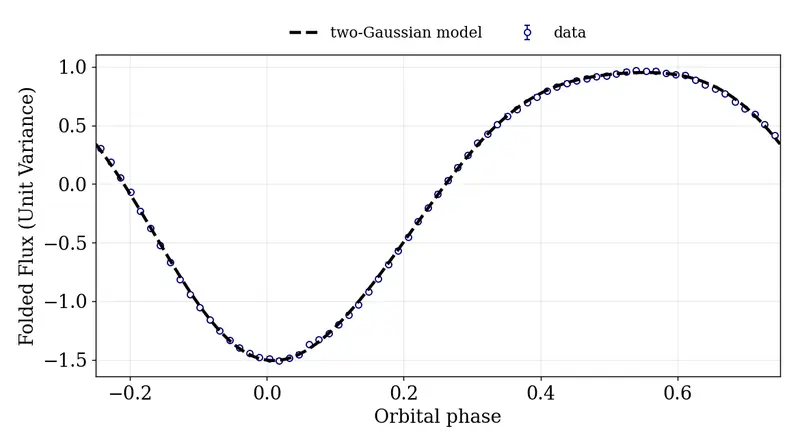 two-Gaussian model
data
Folded Flux (Unit Variance)
1.0
0.5
0.0
−0.5
−1.0
−1.5
−0.2
0.0
0.2
0.4
0.6
Orbital phase